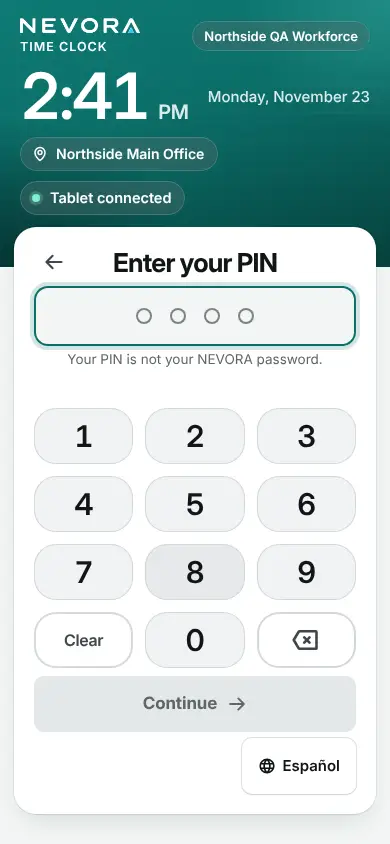 NEVORA
TIME CLOCK
Northside QA Workforce
2:41 PM
Monday, November 23
Northside Main Office
Tablet connected
Enter your PIN
Your PIN is not your NEVORA password.
1 2 3
4 5 6
7 8 9
Clear 0
Continue
Español